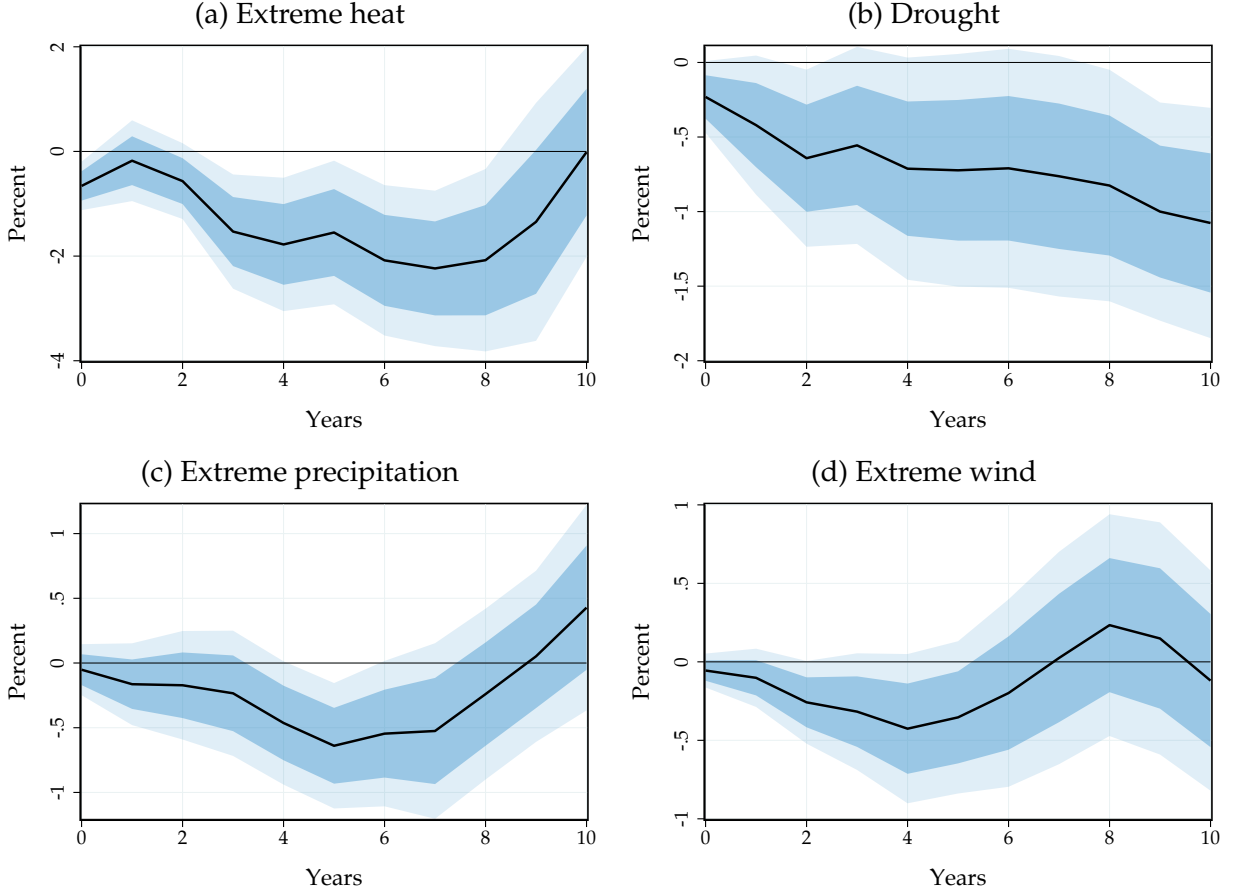 (a) Extreme heat
Percent
2
0
-2
-4
0 2 4 6 8 10
Years
(b) Drought
Percent
0
-.5
-1
-1.5
-2
0 2 4 6 8 10
Years
(c) Extreme precipitation
Percent
1
.5
0
-.5
-1
0 2 4 6 8 10
Years
(d) Extreme wind
Percent
1
.5
0
-.5
-1
0 2 4 6 8 10
Years